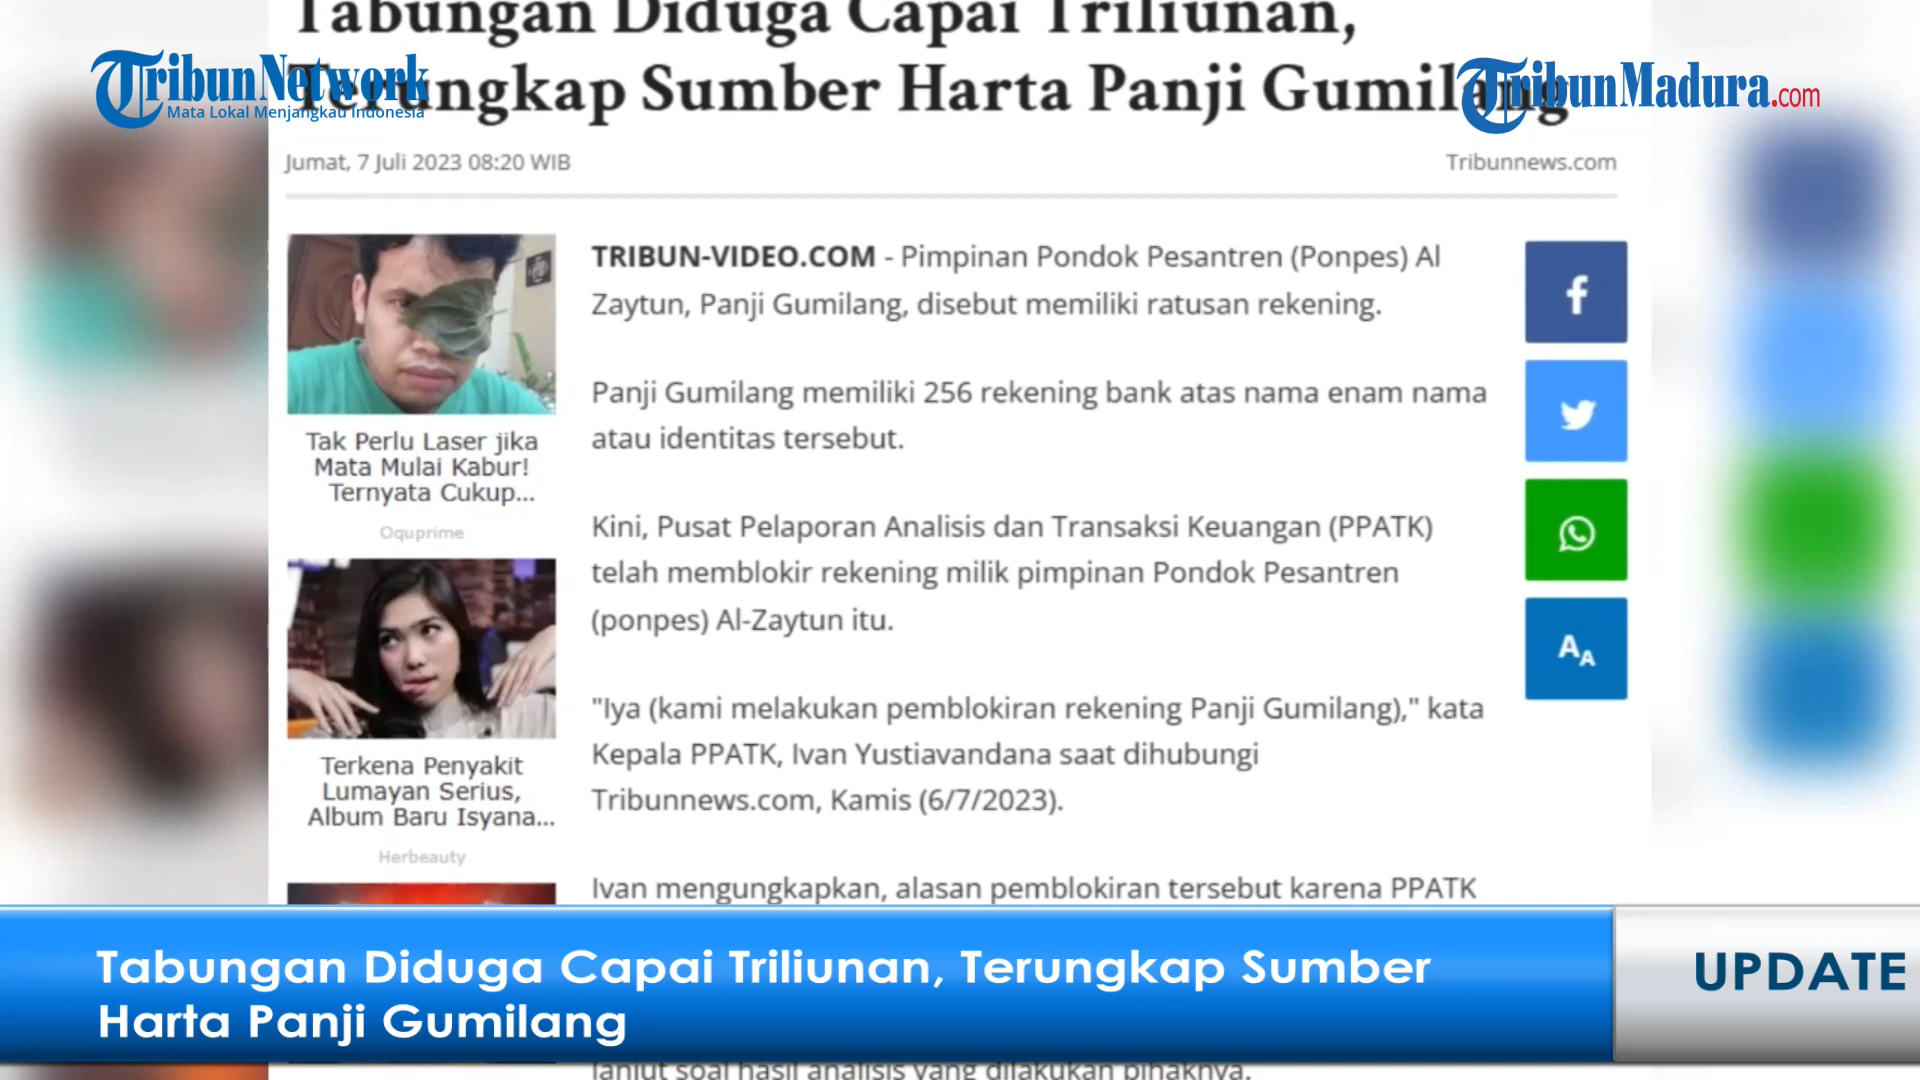 Tabungan Diduga Capai Triliunan,
Terungkap Sumber Harta Panji Gumilang
TribunNetwork
Mata Lokal Menjangkau Indonesia
TribunMadura.com
Jumat, 7 Juli 2023 08:20 WIB
Tribunnews.com
TRIBUN-VIDEO.COM - Pimpinan Pondok Pesantren (Ponpes) Al
Zaytun, Panji Gumilang, disebut memiliki ratusan rekening.
Panji Gumilang memiliki 256 rekening bank atas nama enam nama
atau identitas tersebut.
Kini, Pusat Pelaporan Analisis dan Transaksi Keuangan (PPATK)
telah memblokir rekening milik pimpinan Pondok Pesantren
(ponpes) Al-Zaytun itu.
"Iya (kami melakukan pemblokiran rekening Panji Gumilang)," kata
Kepala PPATK, Ivan Yustiavandana saat dihubungi
Tribunnews.com, Kamis (6/7/2023).
Ivan mengungkapkan, alasan pemblokiran tersebut karena PPATK
lanjut soal hasil analisis yang dilakukan pihaknya.
Tak Perlu Laser jika
Mata Mulai Kabur!
Ternyata Cukup...
Oquprime
Terkena Penyakit
Lumayan Serius,
Album Baru Isyana...
Herbeauty
AA
Tabungan Diduga Capai Triliunan, Terungkap Sumber
Harta Panji Gumilang
UPDATE